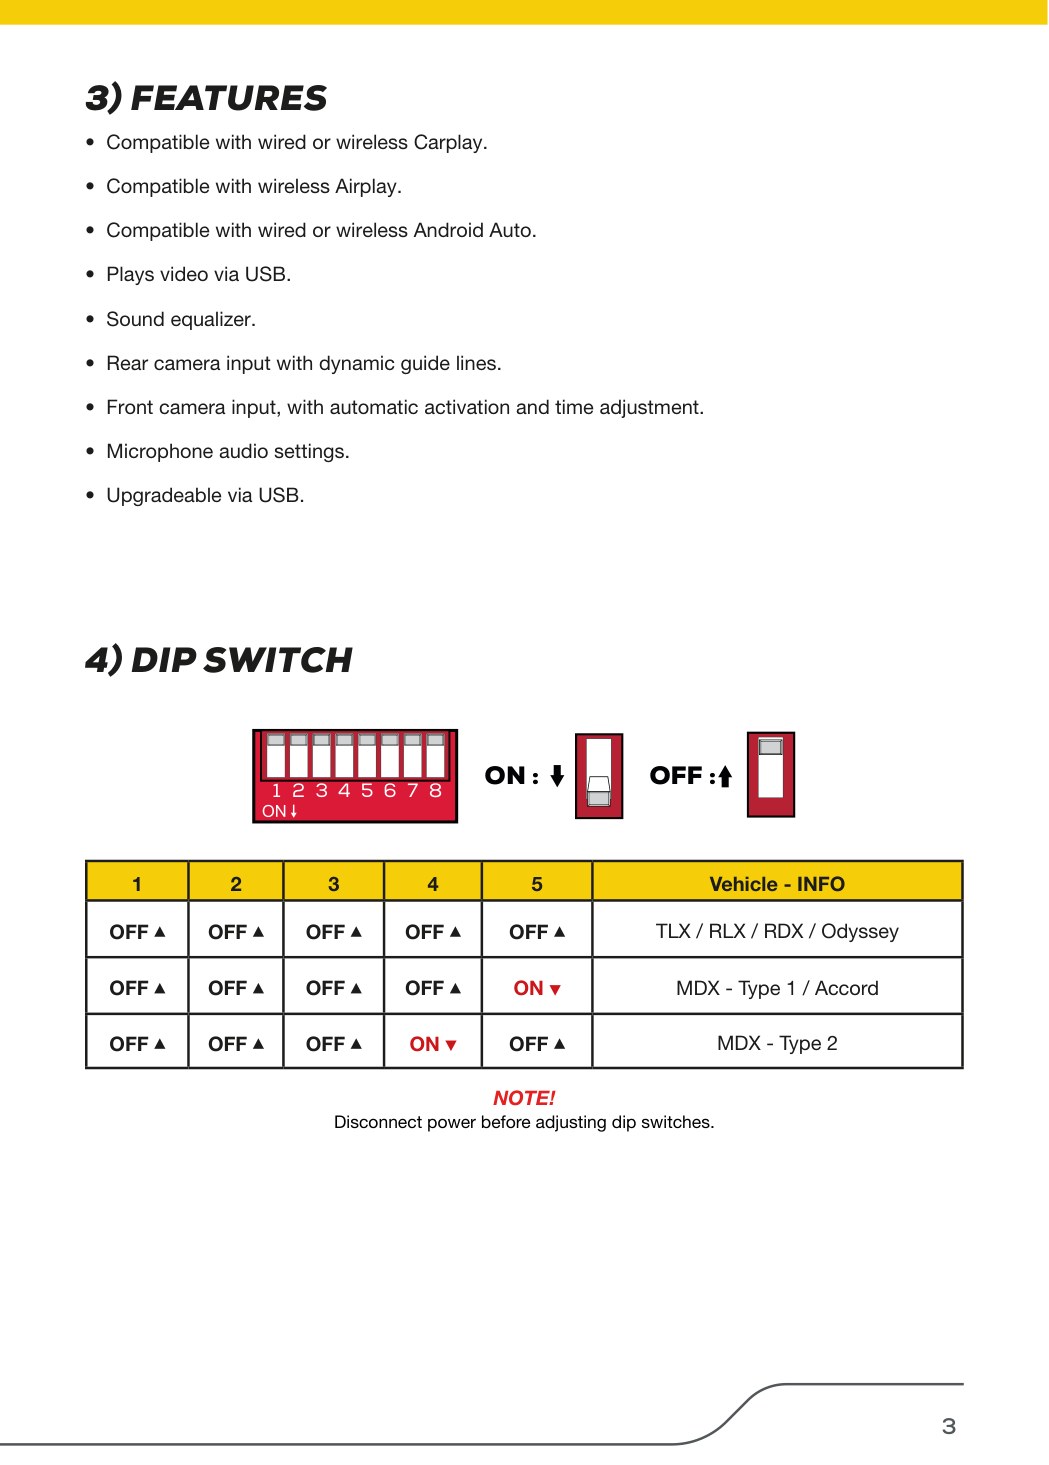 3) FEATURES
• Compatible with wired or wireless Carplay.
• Compatible with wireless Airplay.
• Compatible with wired or wireless Android Auto.
• Plays video via USB.
• Sound equalizer.
• Rear camera input with dynamic guide lines.
• Front camera input, with automatic activation and time adjustment.
• Microphone audio settings.
• Upgradeable via USB.
4) DIP SWITCH
1 2 3 4 5 6 7 8
ON↓
ON : ⬇
OFF :⬆
1 2 3 4 5 Vehicle - INFO
OFF ▲ OFF ▲ OFF ▲ OFF ▲ OFF ▲ TLX / RLX / RDX / Odyssey
OFF ▲ OFF ▲ OFF ▲ OFF ▲ ON ▼ MDX - Type 1 / Accord
OFF ▲ OFF ▲ OFF ▲ ON ▼ OFF ▲ MDX - Type 2
NOTE!
Disconnect power before adjusting dip switches.
3